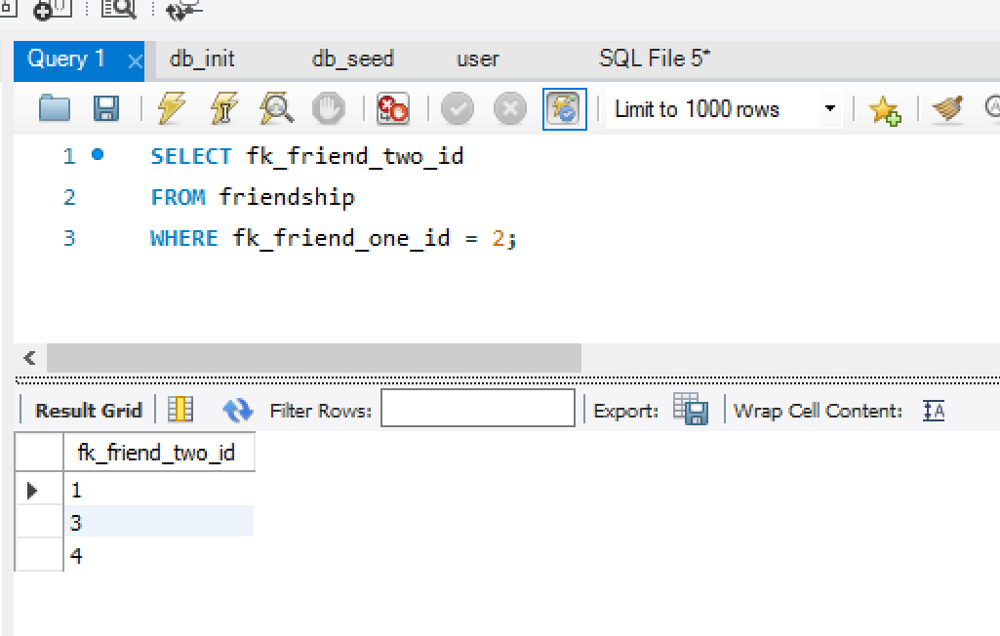 Query 1 db_init db_seed user SQL File 5*
Limit to 1000 rows
1 SELECT fk_friend_two_id
2 FROM friendship
3 WHERE fk_friend_one_id = 2;
Result Grid Filter Rows: Export: Wrap Cell Content:
fk_friend_two_id
1
3
4